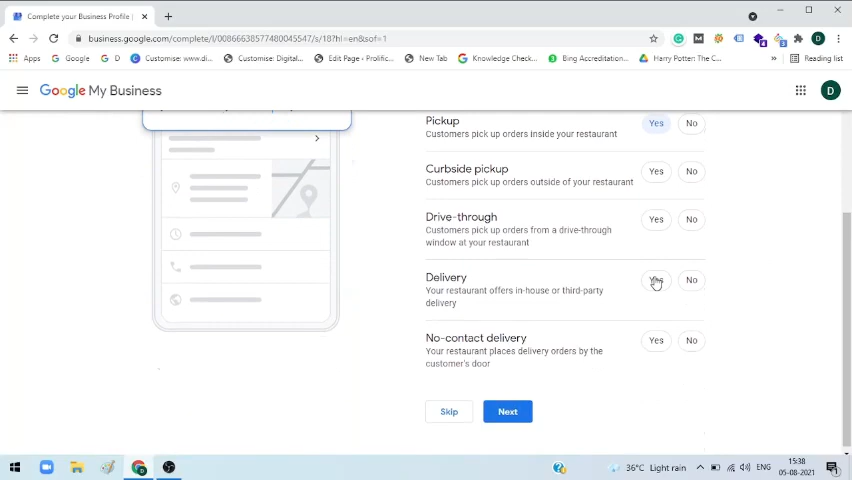 Complete your Business Profile |
business.google.com/complete/l/00866638577480045547/s/18?hl=en&sof=1
Apps
Google
G D
Customise: www.di...
Customise: Digital...
Edit Page - Prolific...
New Tab
Knowledge Check...
Bing Accreditation...
Harry Potter: The C...
»
Reading list
Google My Business
D
D
Pickup
Customers pick up orders inside your restaurant
Yes
No
Curbside pickup
Customers pick up orders outside of your restaurant
Yes
No
Drive-through
Customers pick up orders from a drive-through
window at your restaurant
Yes
No
Delivery
Your restaurant offers in-house or third-party
delivery
Yes
No
No-contact delivery
Your restaurant places delivery orders by the
customer's door
Yes
No
Skip
Next
36°C Light rain
ENG
15:38
05-08-2021